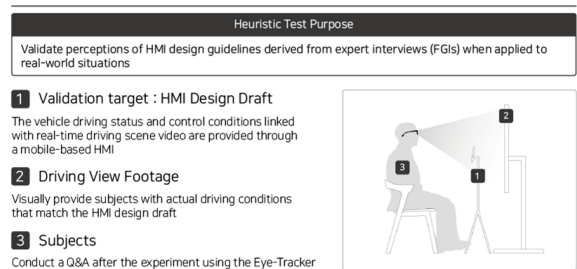 Heuristic Test Purpose
Validate perceptions of HMI design guidelines derived from expert interviews (FGIs) when applied to
real-world situations
1 Validation target : HMI Design Draft
The vehicle driving status and control conditions linked
with real-time driving scene video are provided through
a mobile-based HMI
2 Driving View Footage
Visually provide subjects with actual driving conditions
that match the HMI design draft
3 Subjects
Conduct a Q&A after the experiment using the Eye-Tracker
2
3
1